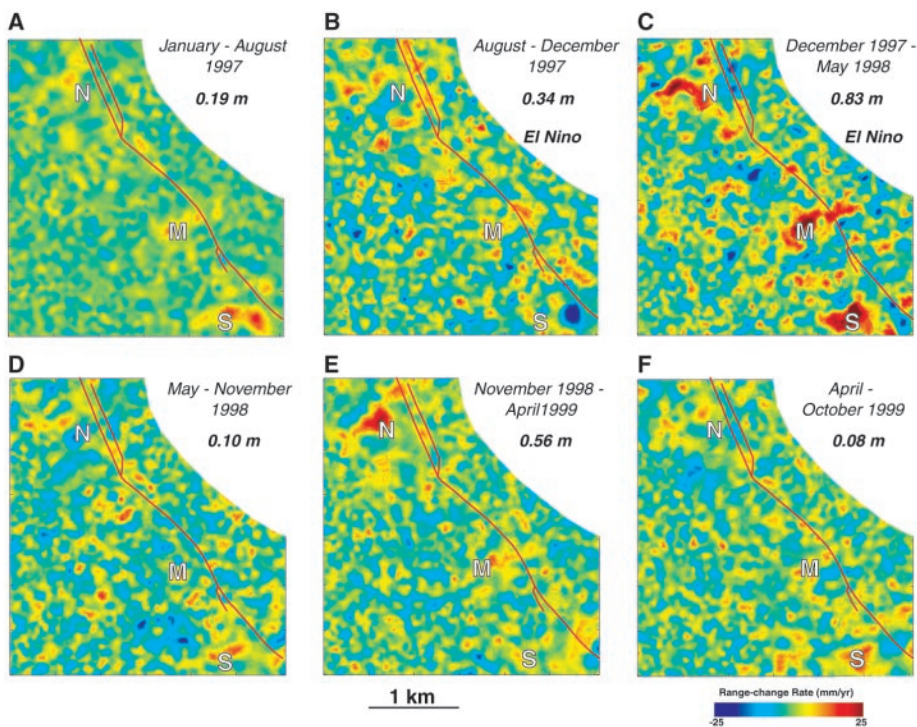 A
January - August
1997
0.19 m
N
M
S
B
August - December
1997
0.34 m
El Nino
N
M
S
C
December 1997 -
May 1998
0.83 m
El Nino
N
M
S
D
May - November
1998
0.10 m
N
M
S
E
November 1998 -
April1999
0.56 m
N
M
S
F
April -
October 1999
0.08 m
N
M
S
1 km
Range-change Rate (mm/yr)
-25 25